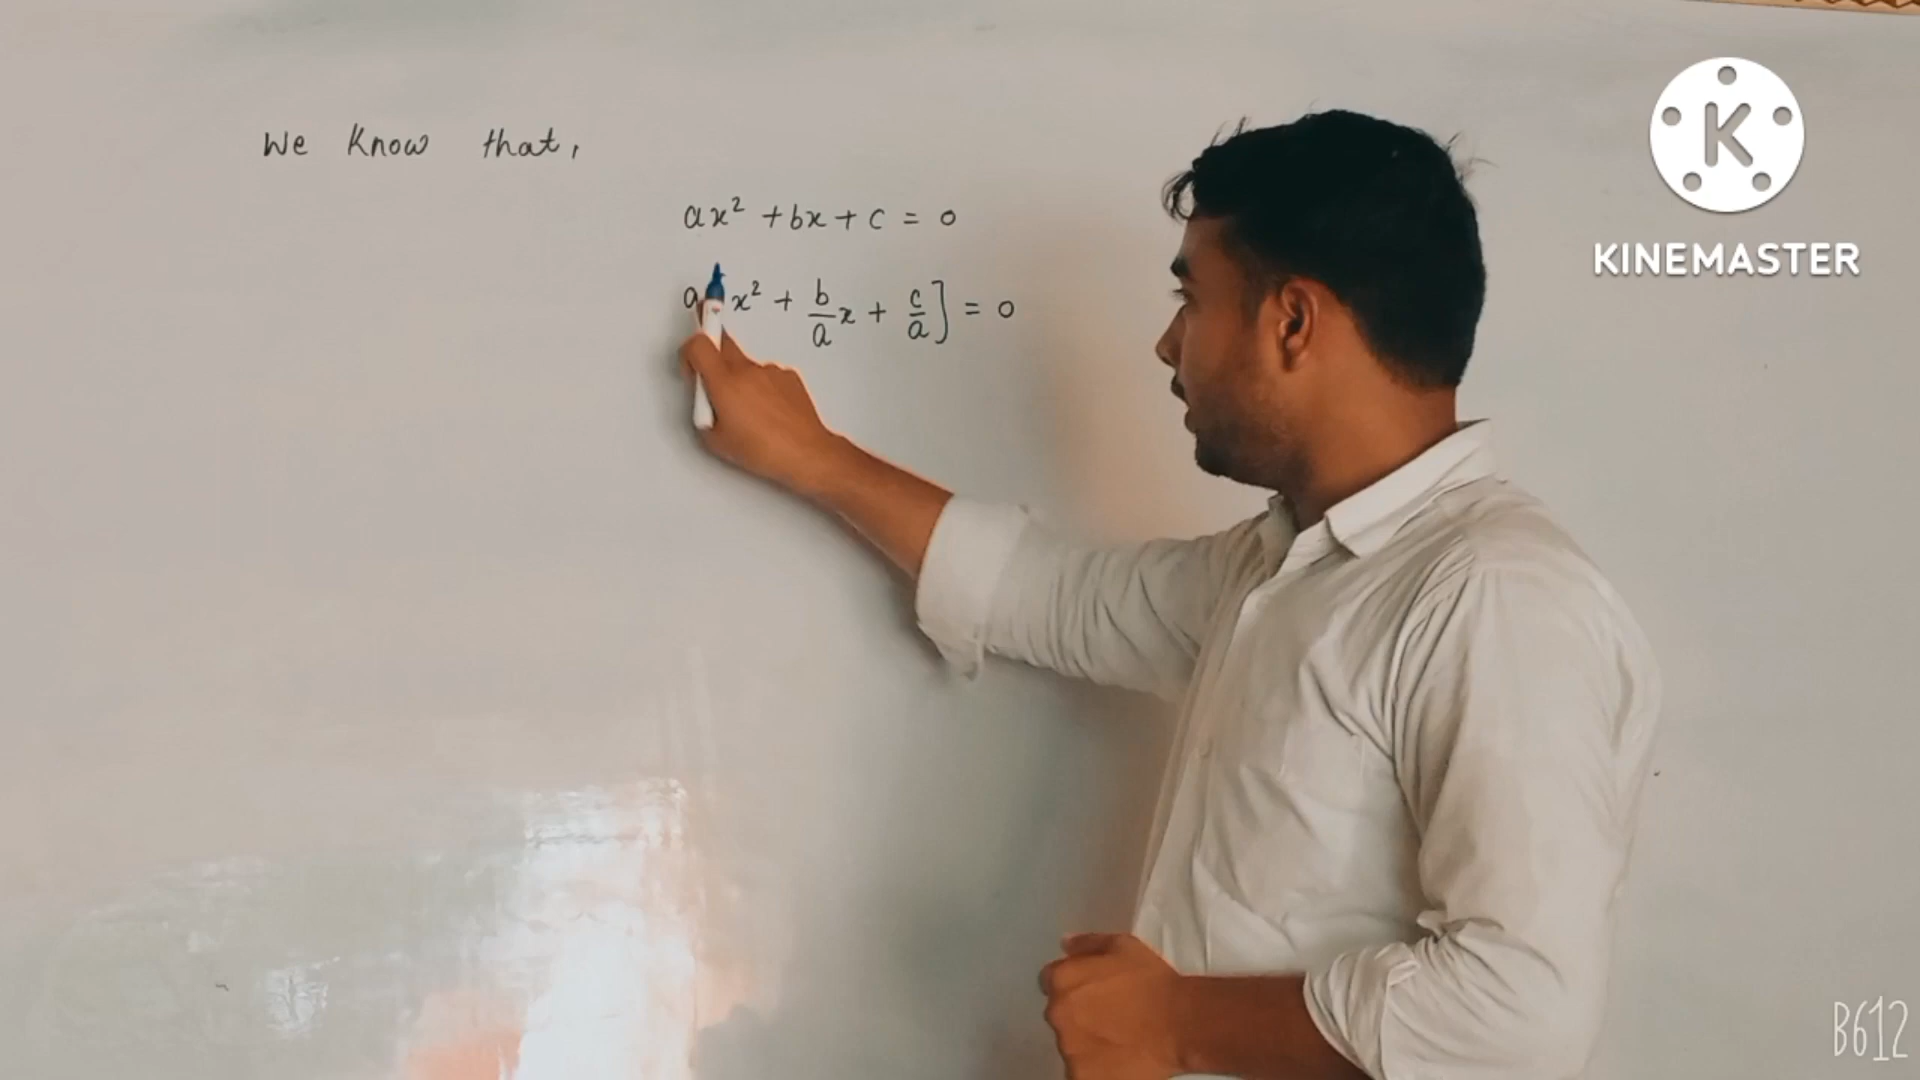 We Know that,
ax² + bx + c = 0
a x² + b/a x + c/a] = 0
KINEMASTER
B612